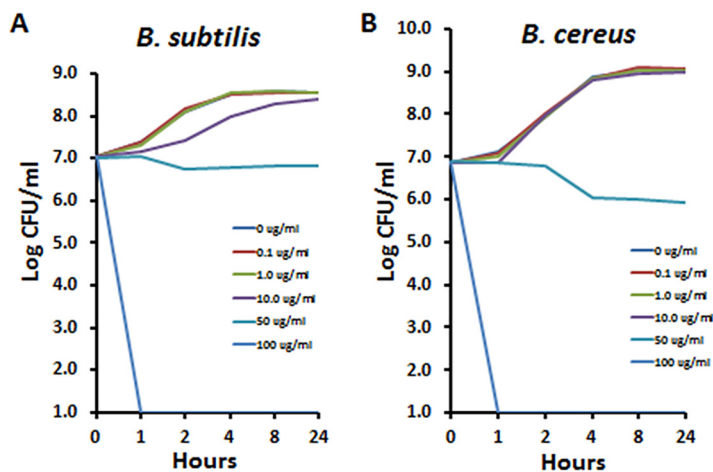 A
B. subtilis
Log CFU/ml
9.0
8.0
7.0
6.0
5.0
4.0
3.0
2.0
1.0
0 ug/ml
0.1 ug/ml
1.0 ug/ml
10.0 ug/ml
50 ug/ml
100 ug/ml
0 1 2 4 8 24
Hours
B
B. cereus
Log CFU/ml
10.0
9.0
8.0
7.0
6.0
5.0
4.0
3.0
2.0
1.0
0 ug/ml
0.1 ug/ml
1.0 ug/ml
10.0 ug/ml
50 ug/ml
100 ug/ml
0 1 2 4 8 24
Hours